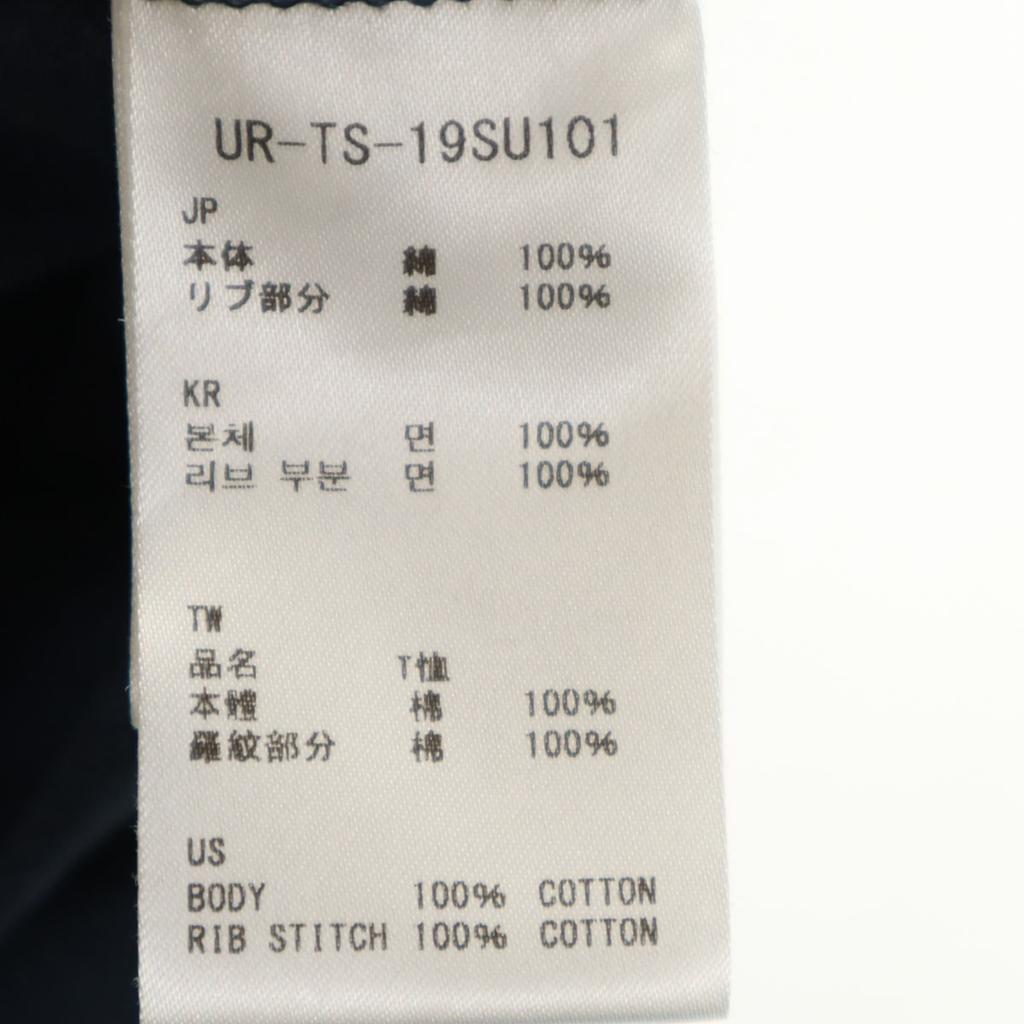 UR-TS-19SU101
JP
本体 綿 100%
リブ部分 綿 100%
KR
본체 면 100%
리브 부분 면 100%
TW
品名 T恤
本體 棉 100%
羅紋部分 棉 100%
US
BODY 100% COTTON
RIB STITCH 100% COTTON